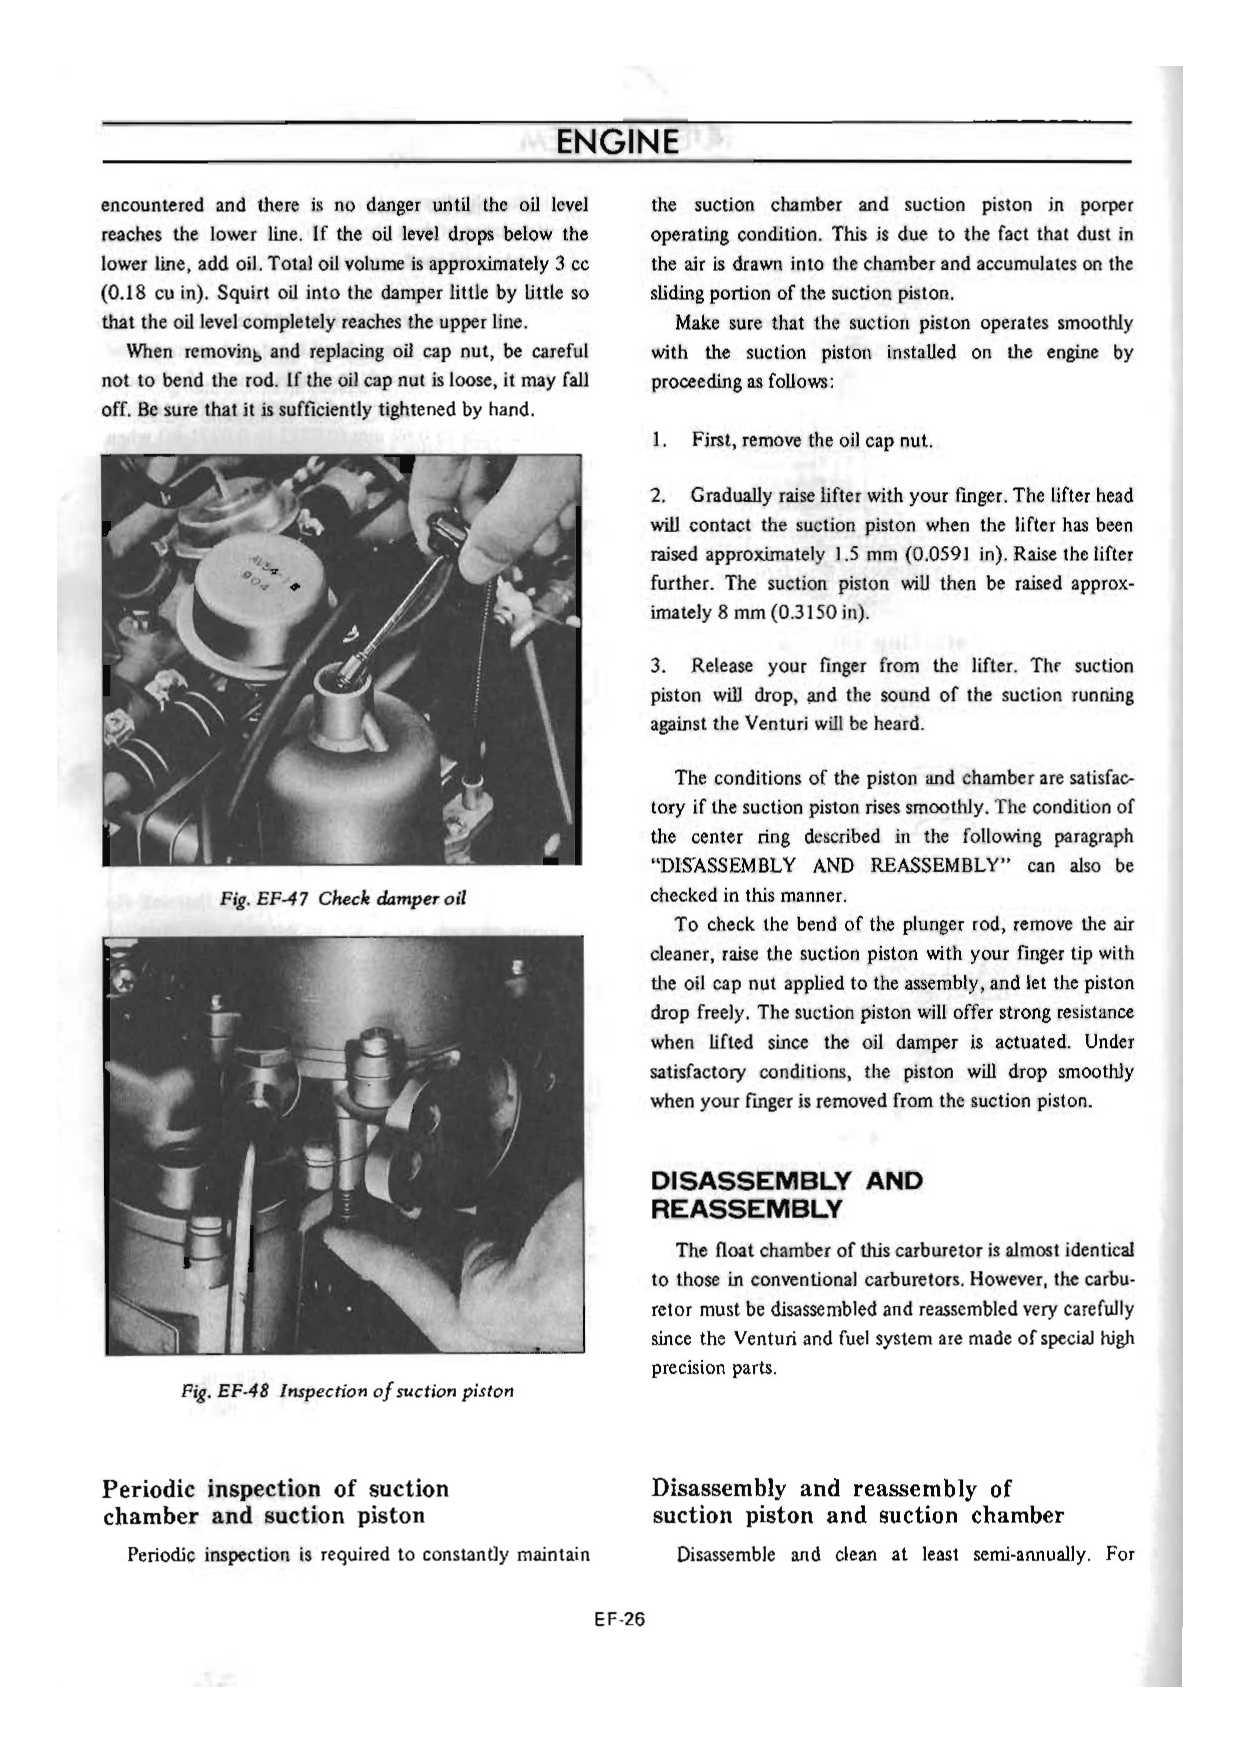 ENGINE
encountered and there is no danger until the oil level
reaches the lower line. If the oil level drops below the
lower line, add oil. Total oil volume is approximately 3 cc
(0.18 cu in). Squirt oil into the damper little by little so
that the oil level completely reaches the upper line.
When removing and replacing oil cap nut, be careful
not to bend the rod. If the oil cap nut is loose, it may fall
off. Be sure that it is sufficiently tightened by hand.
904
Fig. EF-47 Check damper oil
Fig. EF-48 Inspection of suction piston
Periodic inspection of suction
chamber and suction piston
Periodic inspection is required to constantly maintain
the suction chamber and suction piston in porper
operating condition. This is due to the fact that dust in
the air is drawn into the chamber and accumulates on the
sliding portion of the suction piston.
Make sure that the suction piston operates smoothly
with the suction piston installed on the engine by
proceeding as follows:
1. First, remove the oil cap nut.
2. Gradually raise lifter with your finger. The lifter head
will contact the suction piston when the lifter has been
raised approximately 1.5 mm (0.0591 in). Raise the lifter
further. The suction piston will then be raised approx-
imately 8 mm (0.3150 in).
3. Release your finger from the lifter. The suction
piston will drop, and the sound of the suction running
against the Venturi will be heard.
The conditions of the piston and chamber are satisfac-
tory if the suction piston rises smoothly. The condition of
the center ring described in the following paragraph
“DISASSEMBLY AND REASSEMBLY” can also be
checked in this manner.
To check the bend of the plunger rod, remove the air
cleaner, raise the suction piston with your finger tip with
the oil cap nut applied to the assembly, and let the piston
drop freely. The suction piston will offer strong resistance
when lifted since the oil damper is actuated. Under
satisfactory conditions, the piston will drop smoothly
when your finger is removed from the suction piston.
DISASSEMBLY AND
REASSEMBLY
The float chamber of this carburetor is almost identical
to those in conventional carburetors. However, the carbu-
retor must be disassembled and reassembled very carefully
since the Venturi and fuel system are made of special high
precision parts.
Disassembly and reassembly of
suction piston and suction chamber
Disassemble and clean at least semi-annually. For
EF-26